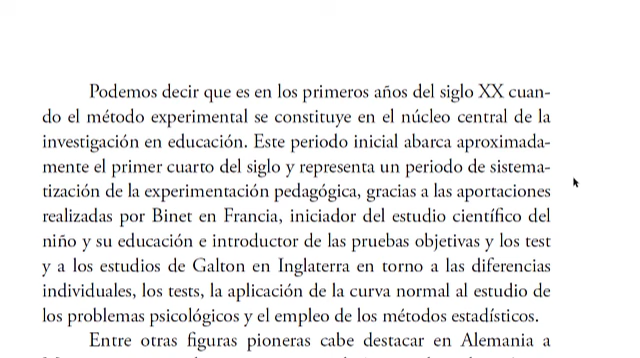 Podemos decir que es en los primeros años del siglo XX cuan-
do el método experimental se constituye en el núcleo central de la
investigación en educación. Este periodo inicial abarca aproximada-
mente el primer cuarto del siglo y representa un periodo de sistema-
tización de la experimentación pedagógica, gracias a las aportaciones
realizadas por Binet en Francia, iniciador del estudio científico del
niño y su educación e introductor de las pruebas objetivas y los test
y a los estudios de Galton en Inglaterra en torno a las diferencias
individuales, los tests, la aplicación de la curva normal al estudio de
los problemas psicológicos y el empleo de los métodos estadísticos.
Entre otras figuras pioneras cabe destacar en Alemania a